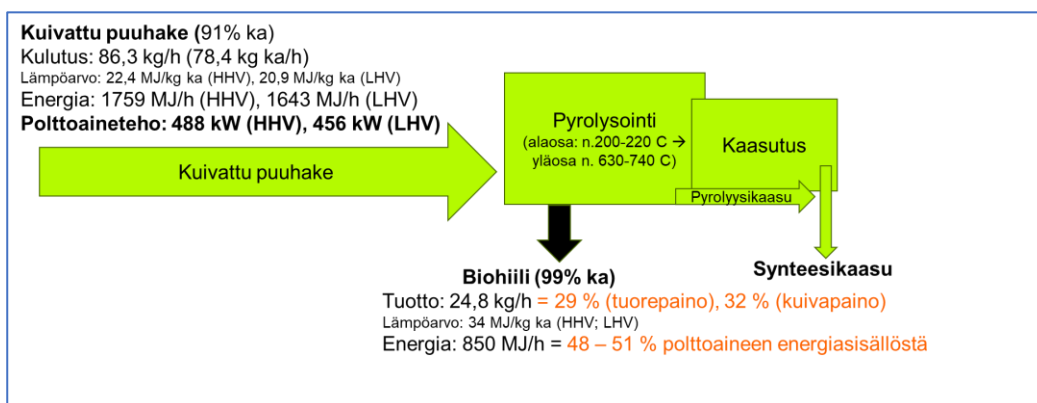 Kuivattu puuhake (91% ka)
Kulutus: 86,3 kg/h (78,4 kg ka/h)
Lämpöarvo: 22,4 MJ/kg ka (HHV), 20,9 MJ/kg ka (LHV)
Energia: 1759 MJ/h (HHV), 1643 MJ/h (LHV)
Polttoaineteho: 488 kW (HHV), 456 kW (LHV)
Kuivattu puuhake
Pyrolysointi
(alaosa: n.200-220 C →
yläosa n. 630-740 C)
Kaasutus
Pyrolyysikaasu
Biohiili (99% ka)
Tuotto: 24,8 kg/h = 29 % (tuorepaino), 32 % (kuivapaino)
Lämpöarvo: 34 MJ/kg ka (HHV; LHV)
Energia: 850 MJ/h = 48 – 51 % polttoaineen energiasisällöstä
Synteesikaasu